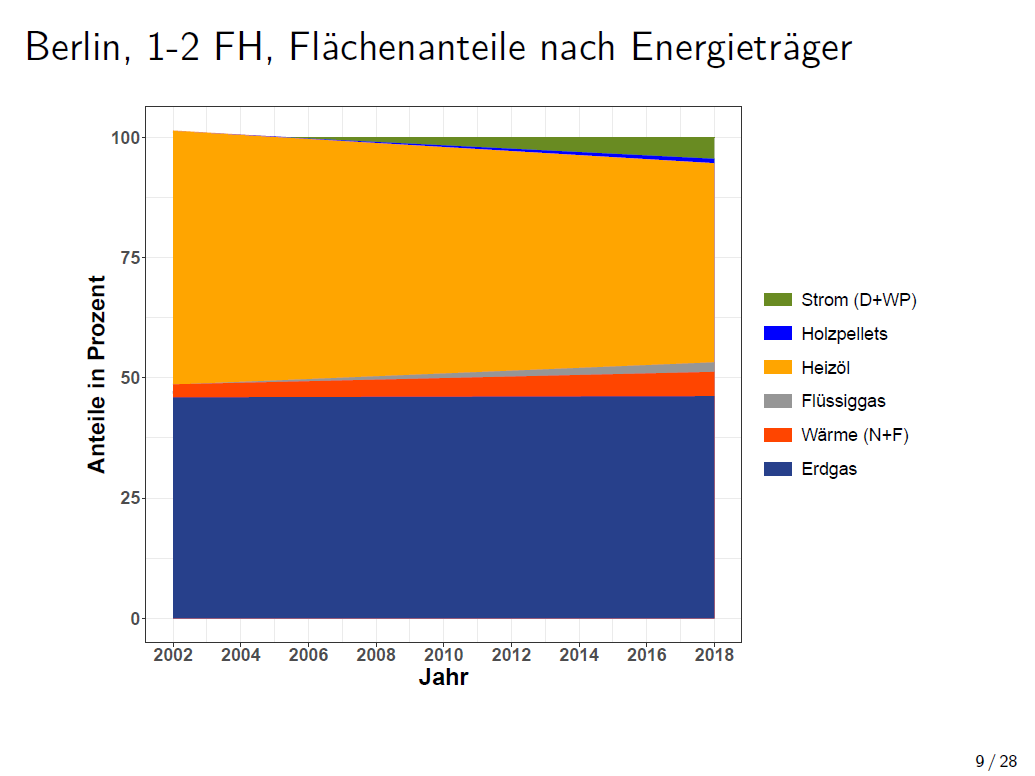 Berlin, 1-2 FH, Flächenanteile nach Energieträger
100
75
50
25
0
Anteile in Prozent
2002 2004 2006 2008 2010 2012 2014 2016 2018
Jahr
Strom (D+WP)
Holzpellets
Heizöl
Flüssiggas
Wärme (N+F)
Erdgas
9 / 28